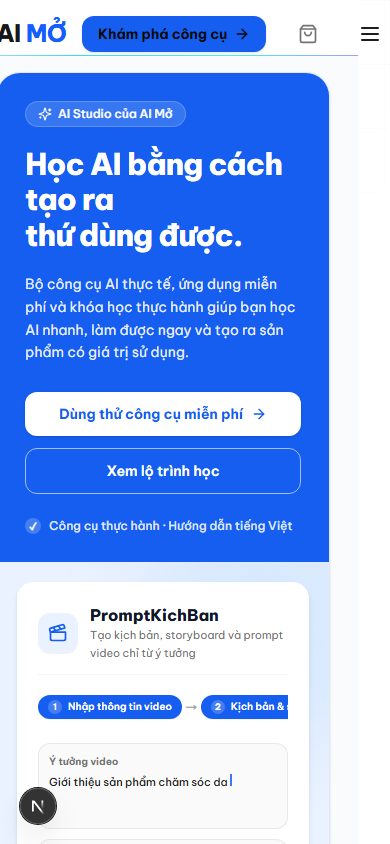 AI MỞ
Khám phá công cụ →
AI Studio của AI Mở
Học AI bằng cách
tạo ra
thứ dùng được.
Bộ công cụ AI thực tế, ứng dụng miễn
phí và khóa học thực hành giúp bạn học
AI nhanh, làm được ngay và tạo ra sản
phẩm có giá trị sử dụng.
Dùng thử công cụ miễn phí →
Xem lộ trình học
✓ Công cụ thực hành · Hướng dẫn tiếng Việt
PromptKichBan
Tạo kịch bản, storyboard và prompt
video chỉ từ ý tưởng
1 Nhập thông tin video → 2 Kịch bản &
Ý tưởng video
Giới thiệu sản phẩm chăm sóc da
N